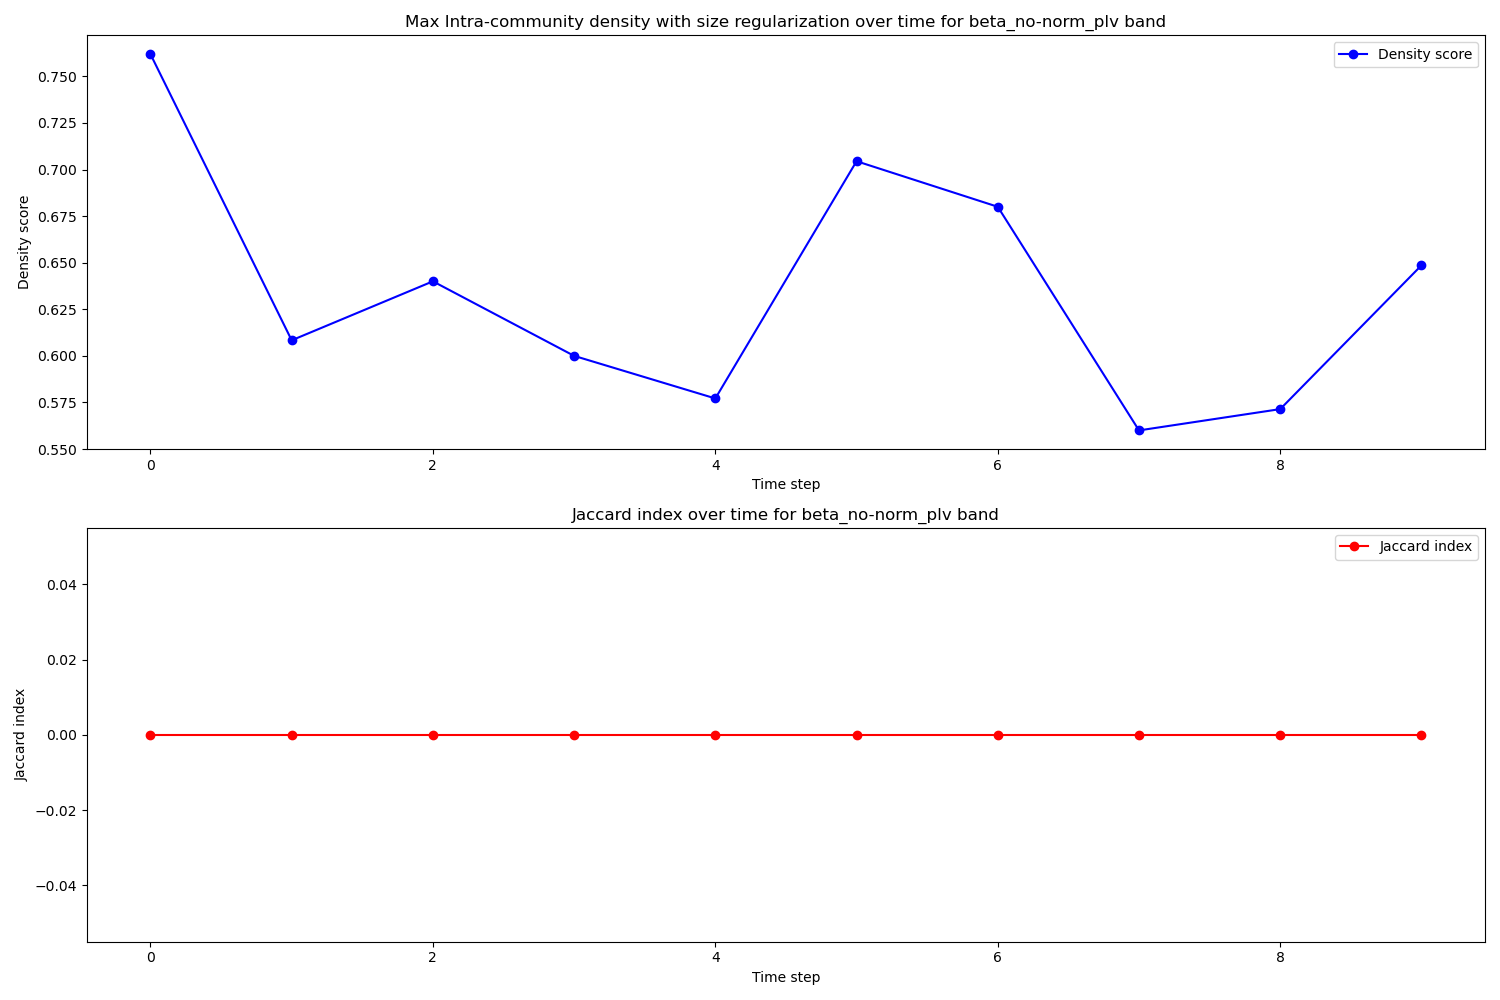 Max Intra-community density with size regularization over time for beta_no-norm_plv band
Density score
0.750
0.725
0.700
0.675
0.650
0.625
0.600
0.575
0.550
Density score
0 2 4 6 8
Time step
Jaccard index over time for beta_no-norm_plv band
Jaccard index
0.04
0.02
0.00
−0.02
−0.04
Jaccard index
0 2 4 6 8
Time step